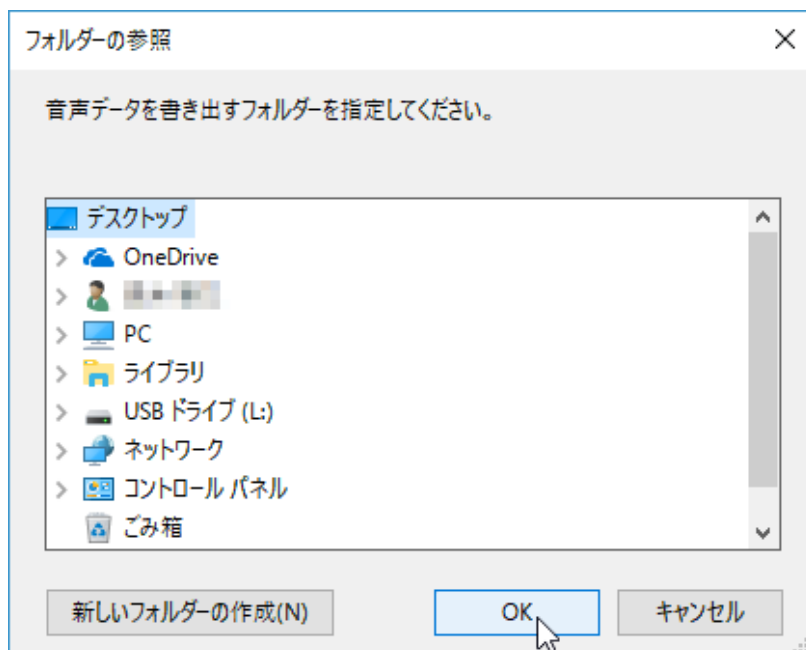 フォルダーの参照
音声データを書き出すフォルダーを指定してください。
デスクトップ
OneDrive
PC
ライブラリ
USB ドライブ (L:)
ネットワーク
コントロール パネル
ごみ箱
新しいフォルダーの作成(N)
OK
キャンセル